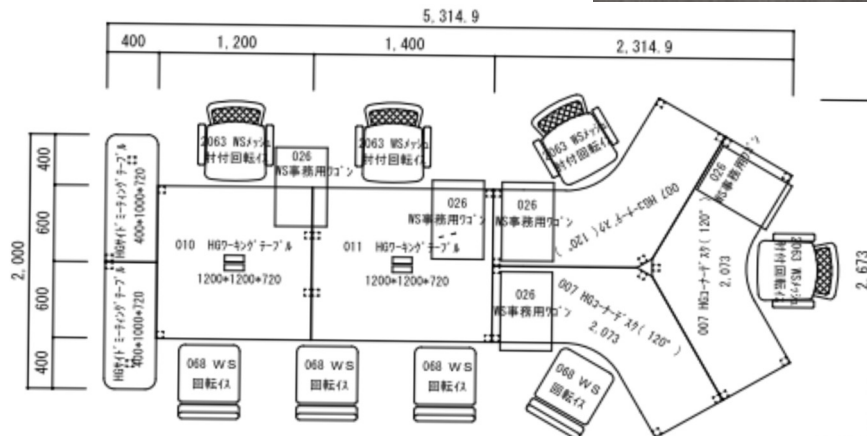 5,314.9
400
1,200
1,400
2,314.9
2,000
400
600
600
400
2,673
HGサイドミーティングテーブル
400*1000*720
HGサイドミーティングテーブル
400*1000*720
2063 WSメッシュ
肘付回転イス
2063 WSメッシュ
肘付回転イス
2063 WSメッシュ
肘付回転イス
2063 WSメッシュ
肘付回転イス
026
WS事務用ワゴン
026
WS事務用ワゴン
026
WS事務用ワゴン
026
WS事務用ワゴン
026
WS事務用ワゴン
010 HGワーキングテーブル
1200*1200*720
011 HGワーキングテーブル
1200*1200*720
007 HGコーナーデスク(120°)
007 HGコーナーデスク(120°)
2,073
007 HGコーナーデスク(120°)
2,073
068 WS
回転イス
068 WS
回転イス
068 WS
回転イス
068 WS
回転イス